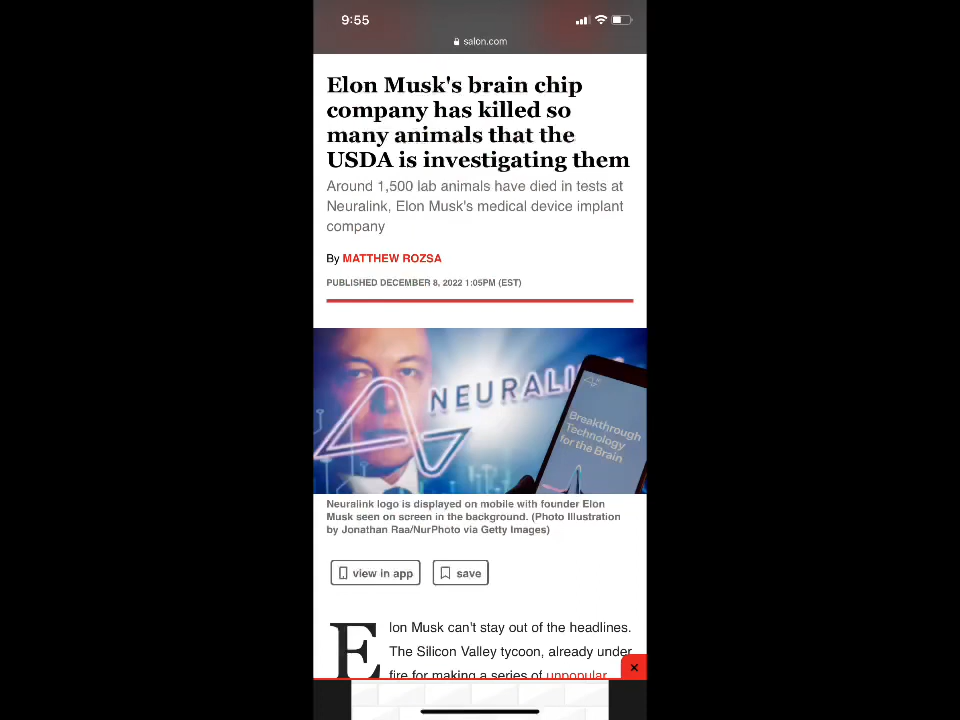 9:55
salon.com
Elon Musk's brain chip
company has killed so
many animals that the
USDA is investigating them
Around 1,500 lab animals have died in tests at
Neuralink, Elon Musk's medical device implant
company
By MATTHEW ROZSA
PUBLISHED DECEMBER 8, 2022 1:05PM (EST)
NEURALI
Breakthrough
Technology
for the Brain
Neuralink logo is displayed on mobile with founder Elon
Musk seen on screen in the background. (Photo Illustration
by Jonathan Raa/NurPhoto via Getty Images)
view in app
save
Elon Musk can't stay out of the headlines.
The Silicon Valley tycoon, already under
fire for making a series of unpopular